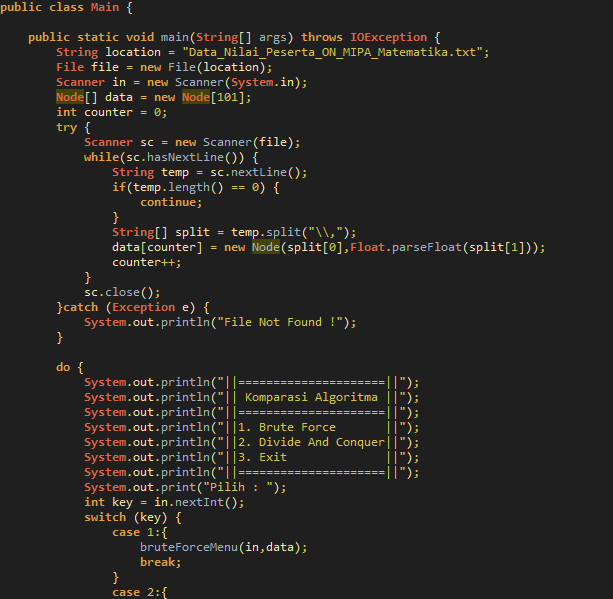 public class Main {
public static void main(String[] args) throws IOException {
String location = "Data_Nilai_Peserta_ON_MIPA_Matematika.txt";
File file = new File(location);
Scanner in = new Scanner(System.in);
Node[] data = new Node[101];
int counter = 0;
try {
Scanner sc = new Scanner(file);
while(sc.hasNextLine()) {
String temp = sc.nextLine();
if(temp.length() == 0) {
continue;
}
String[] split = temp.split("\\,");
data[counter] = new Node(split[0],Float.parseFloat(split[1]));
counter++;
}
sc.close();
}catch (Exception e) {
System.out.println("File Not Found !");
}
do {
System.out.println("||=====================||");
System.out.println("|| Komparasi Algoritma ||");
System.out.println("||=====================||");
System.out.println("||1. Brute Force       ||");
System.out.println("||2. Divide And Conquer||");
System.out.println("||3. Exit              ||");
System.out.println("||=====================||");
System.out.print("Pilih : ");
int key = in.nextInt();
switch (key) {
case 1:{
bruteForceMenu(in,data);
break;
}
case 2:{